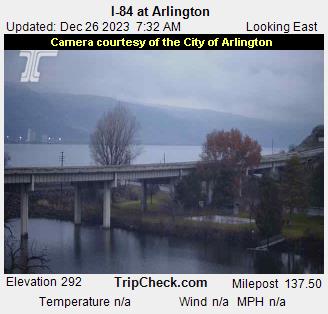 I-84 at Arlington
Updated: Dec 26 2023 7:32 AM Looking East
Camera courtesy of the City of Arlington
Elevation 292 TripCheck.com Milepost 137.50
Temperature n/a Wind n/a MPH n/a